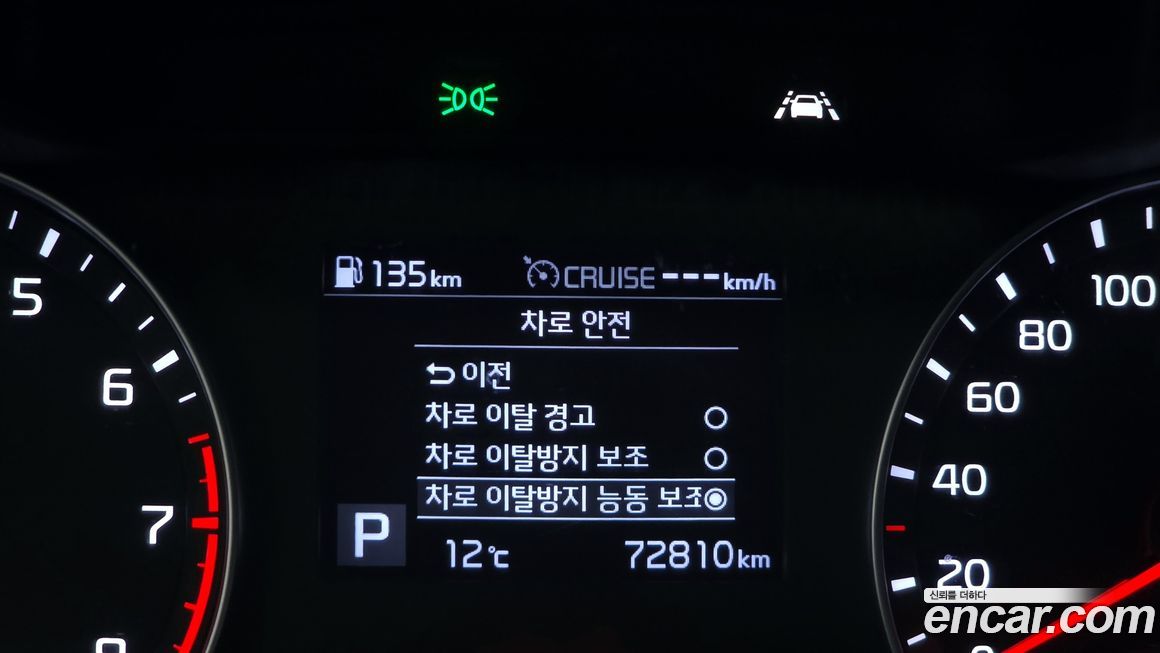 135km CRUISE ---km/h
차로 안전
이전
차로 이탈 경고
차로 이탈방지 보조
차로 이탈방지 능동 보조
P 12℃ 72810km
5
6
7
8
100
80
60
40
20
0
신뢰를 더하다
encar.com